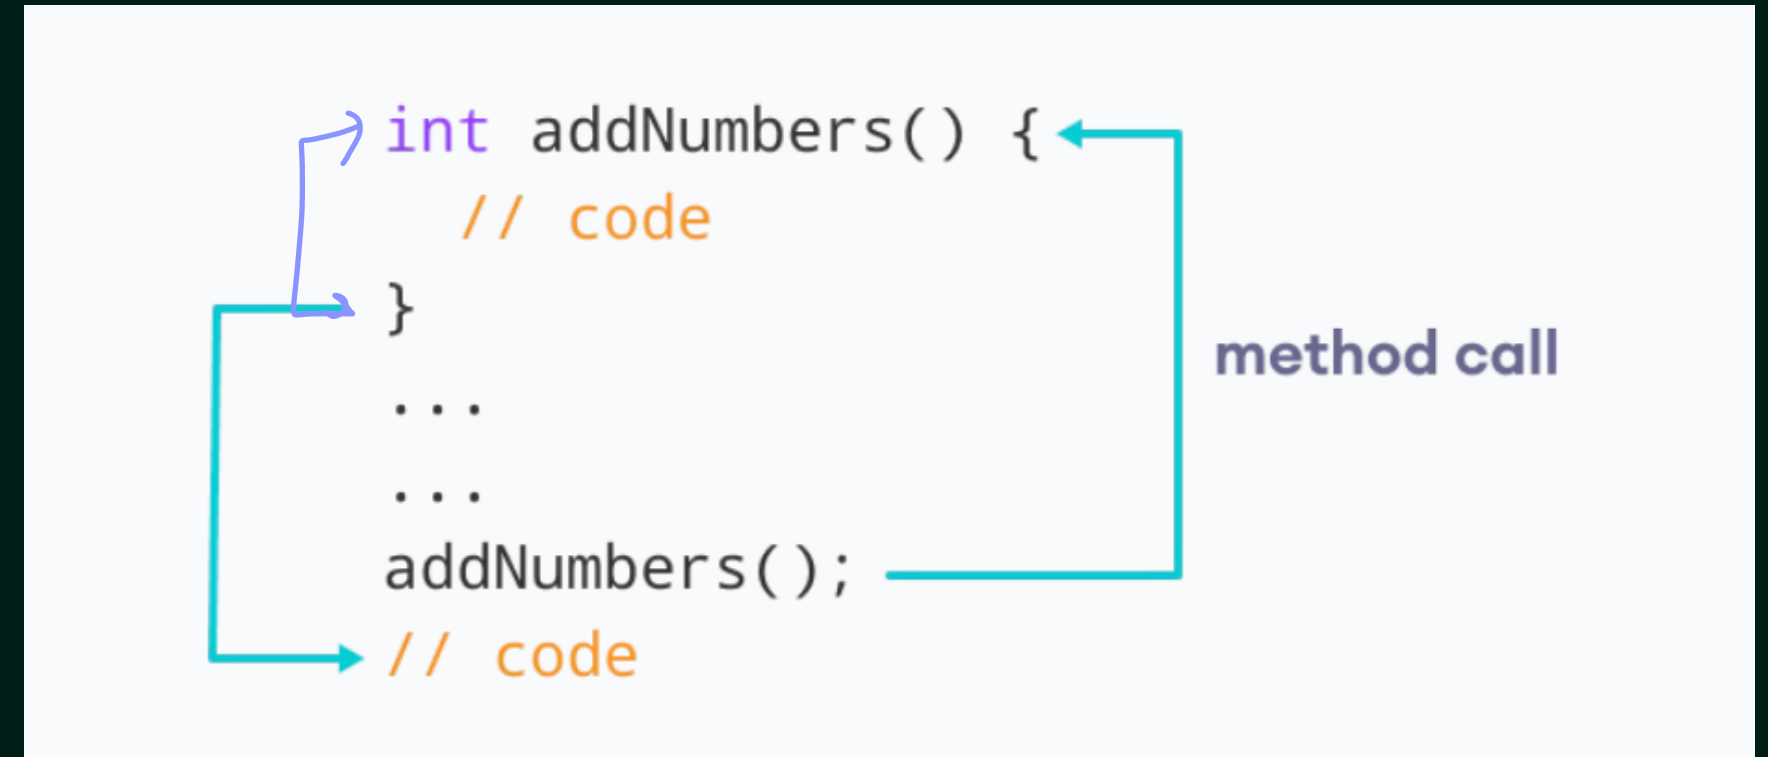 int addNumbers() {
// code
}
...
...
addNumbers();
// code
method call